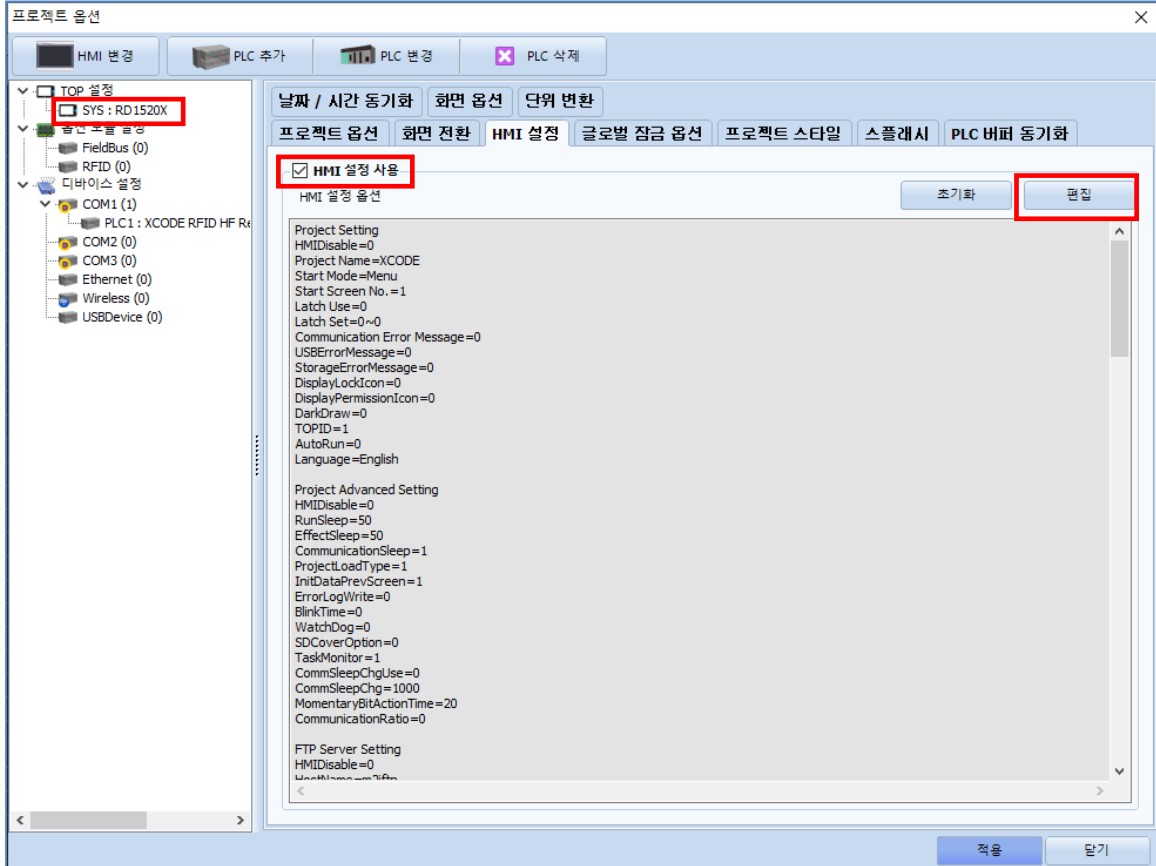 프로젝트 옵션
HMI 변경
PLC 추가
PLC 변경
PLC 삭제
TOP 설정
SYS : RD1520X
옵션 모듈 설정
FieldBus (0)
RFID (0)
디바이스 설정
COM1 (1)
PLC1 : XCODE RFID HF Re
COM2 (0)
COM3 (0)
Ethernet (0)
Wireless (0)
USBDevice (0)
날짜 / 시간 동기화 화면 옵션 단위 변환
프로젝트 옵션 화면 전환 HMI 설정 글로벌 잠금 옵션 프로젝트 스타일 스플래시 PLC 버퍼 동기화
HMI 설정 사용
HMI 설정 옵션
초기화
편집
Project Setting
HMIDisable=0
Project Name=XCODE
Start Mode=Menu
Start Screen No.=1
Latch Use=0
Latch Set=0~0
Communication Error Message=0
USBErrorMessage=0
StorageErrorMessage=0
DisplayLockIcon=0
DisplayPermissionIcon=0
DarkDraw=0
TOPID=1
AutoRun=0
Language=English
Project Advanced Setting
HMIDisable=0
RunSleep=50
EffectSleep=50
CommunicationSleep=1
ProjectLoadType=1
InitDataPrevScreen=1
ErrorLogWrite=0
BlinkTime=0
WatchDog=0
SDCoverOption=0
TaskMonitor=1
CommSleepChgUse=0
CommSleepChg=1000
MomentaryBitActionTime=20
CommunicationRatio=0
FTP Server Setting
HMIDisable=0
HostName=m2iftp
적용
닫기